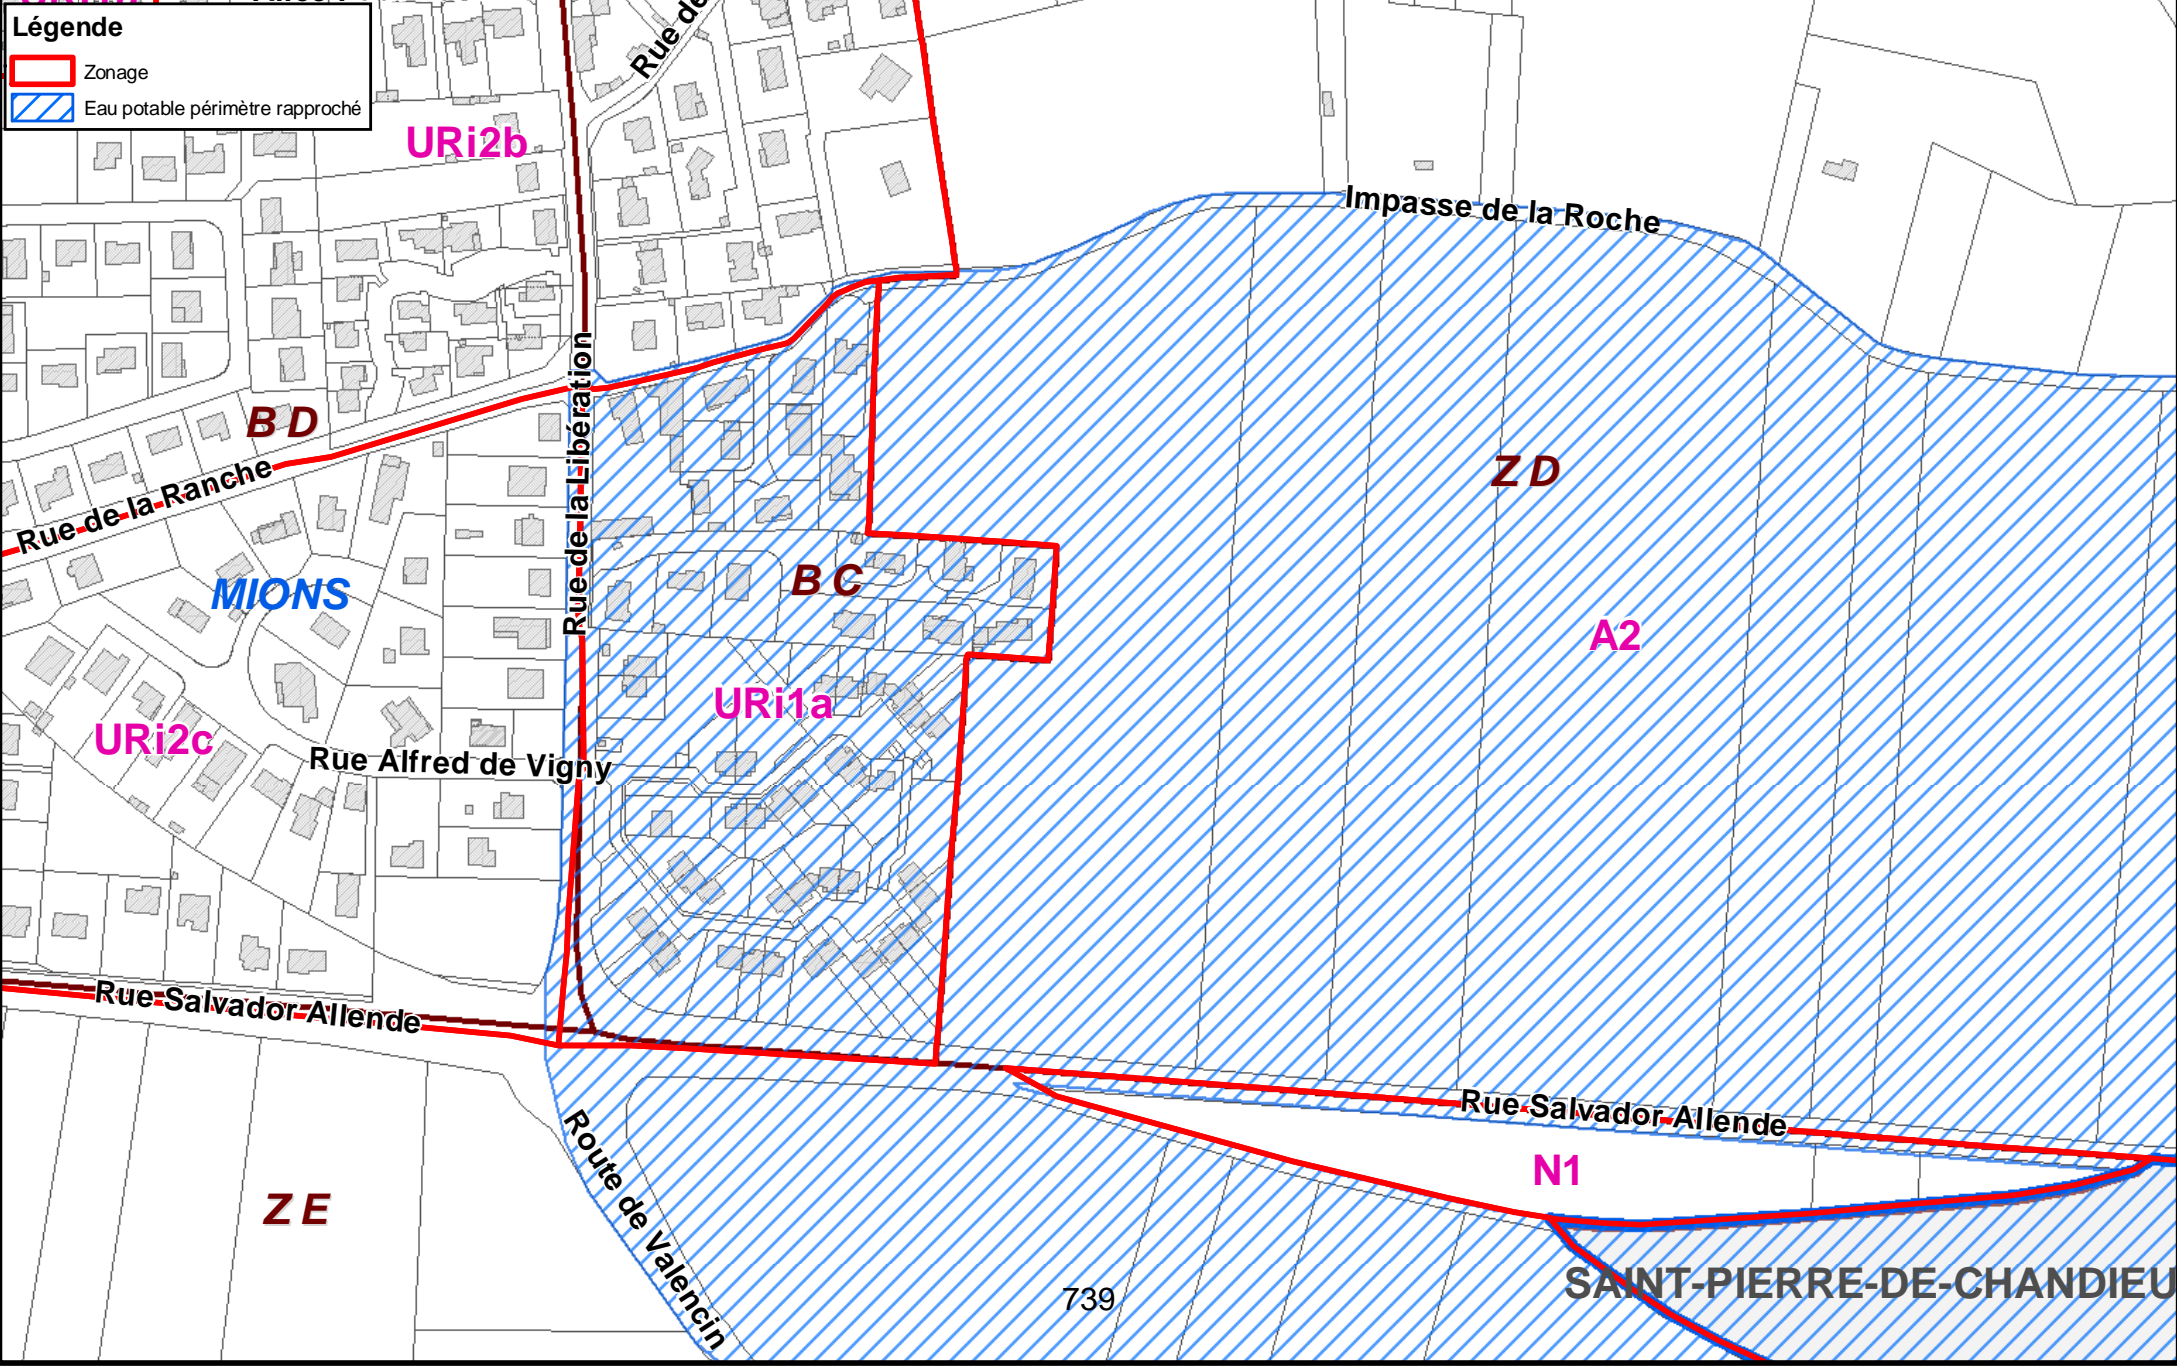 Légende
Zonage
Eau potable périmètre rapproché
Rue de
URi2b
Impasse de la Roche
Rue de la Libération
B D
Rue de la Ranche
Z D
B C
MIONS
A2
URi1a
URi2c
Rue Alfred de Vigny
Rue Salvador Allende
Rue Salvador Allende
N1
Route de Valencin
Z E
SAINT-PIERRE-DE-CHANDIEU
739